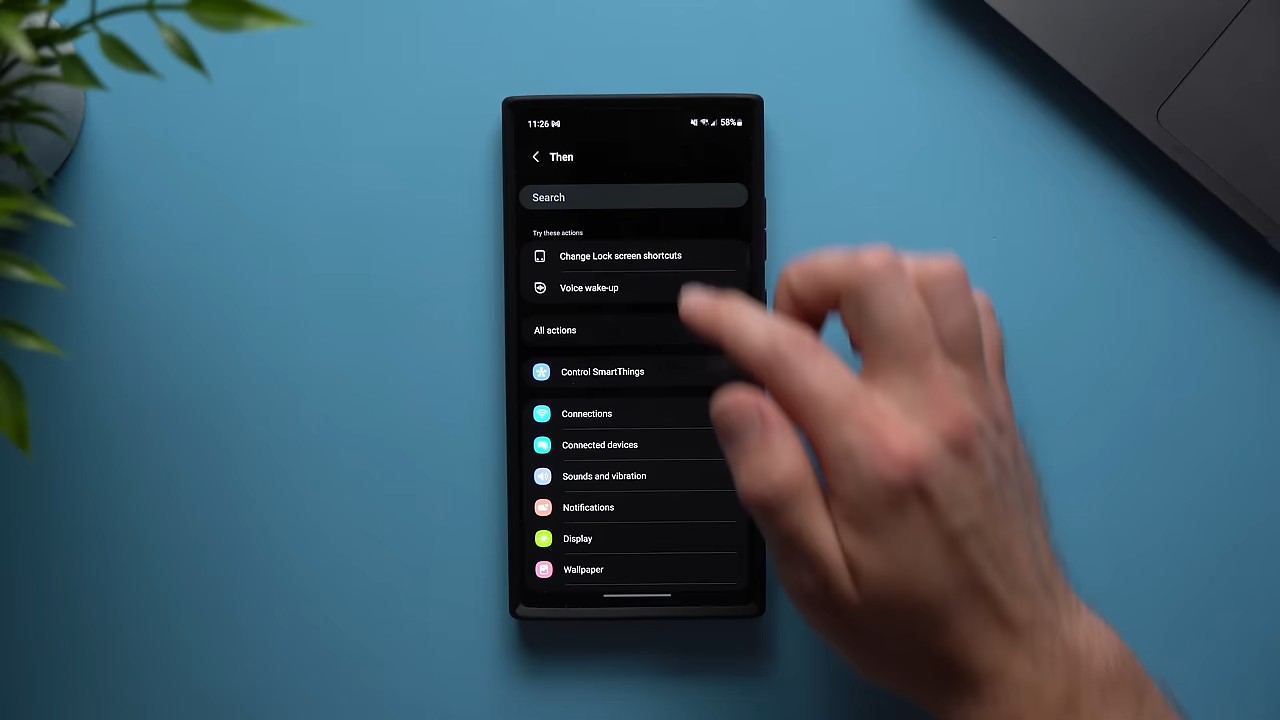 11:26
58%
Then
Search
Try these actions
Change Lock screen shortcuts
Voice wake-up
All actions
Control SmartThings
Connections
Connected devices
Sounds and vibration
Notifications
Display
Wallpaper